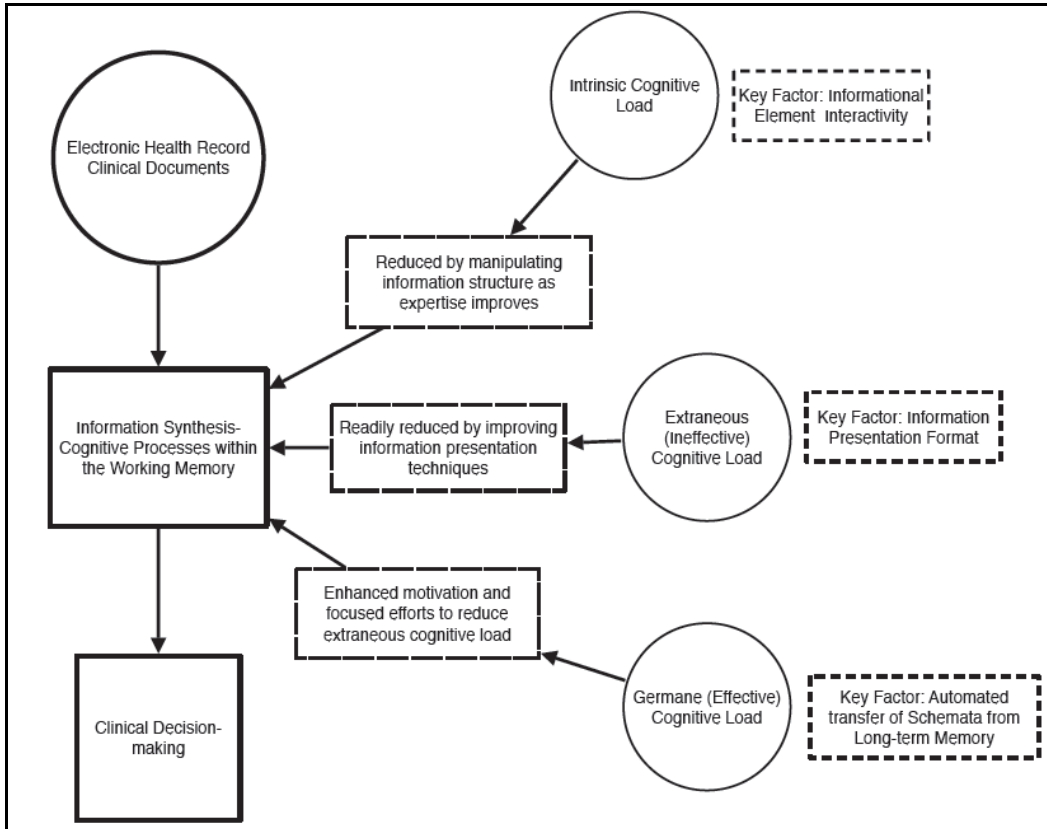 Electronic Health Record
Clinical Documents
Intrinsic Cognitive
Load
Key Factor: Informational
Element Interactivity
Reduced by manipulating
information structure as
expertise improves
Information Synthesis-
Cognitive Processes within
the Working Memory
Readily reduced by improving
information presentation
techniques
Extraneous
(Ineffective)
Cognitive Load
Key Factor: Information
Presentation Format
Enhanced motivation and
focused efforts to reduce
extraneous cognitive load
Clinical Decision-
making
Germane (Effective)
Cognitive Load
Key Factor: Automated
transfer of Schemata from
Long-term Memory